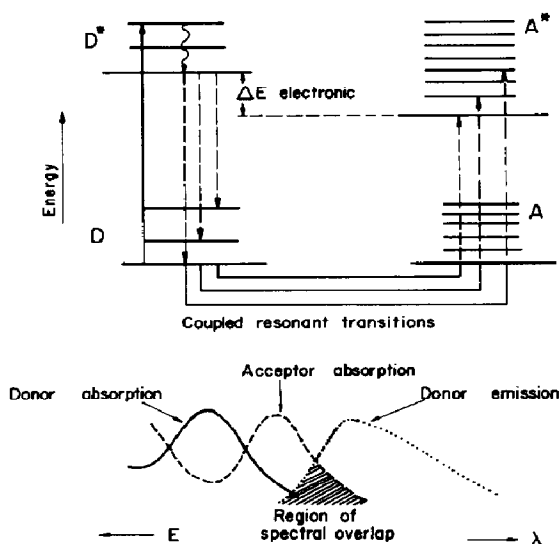 D*
A*
ΔE electronic
Energy
D
A
Coupled resonant transitions
Acceptor absorption
Donor absorption
Donor emission
Region of
spectral overlap
E
λ